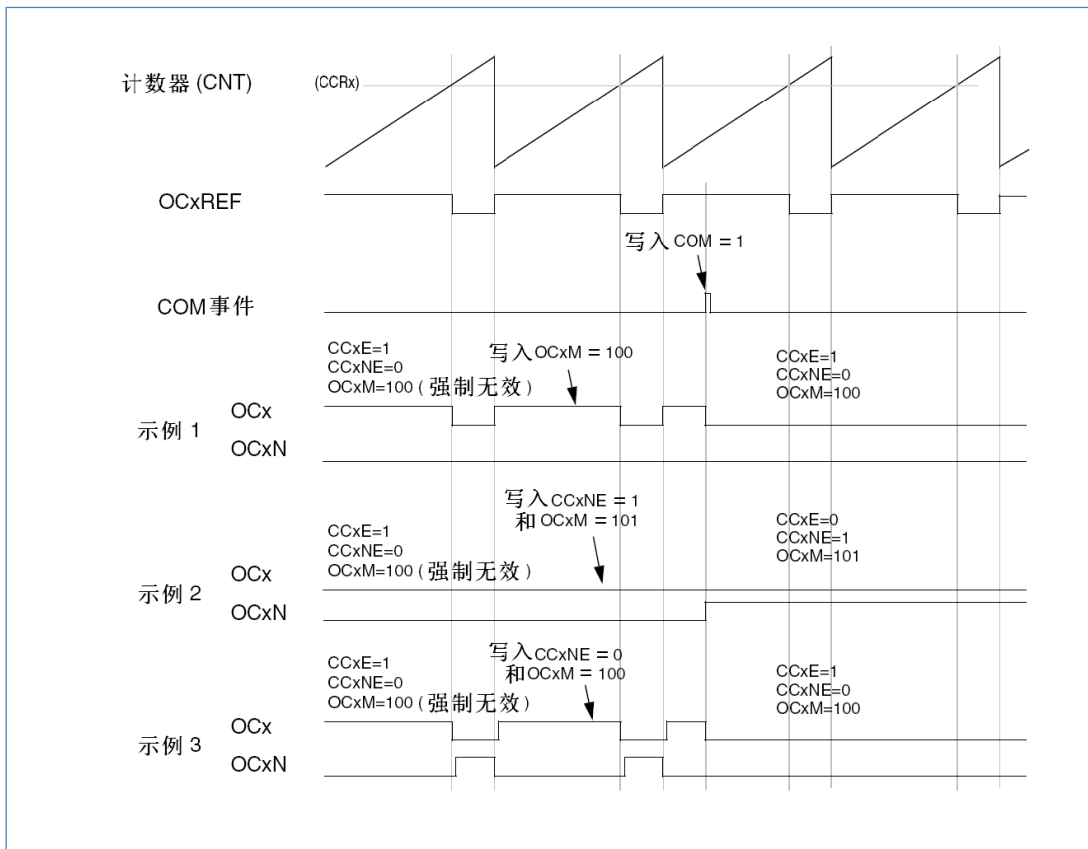 计数器 (CNT)
(CCRx)
OCxREF
写入 COM = 1
COM 事件
CCxE=1
CCxNE=0
OCxM=100 ( 强制无效 )
写入 OCxM = 100
CCxE=1
CCxNE=0
OCxM=100
OCx
示例 1
OCxN
写入 CCxNE = 1
和 OCxM = 101
CCxE=1
CCxNE=0
OCxM=100 ( 强制无效 )
CCxE=0
CCxNE=1
OCxM=101
OCx
示例 2
OCxN
写入 CCxNE = 0
和 OCxM = 100
CCxE=1
CCxNE=0
OCxM=100 ( 强制无效 )
CCxE=1
CCxNE=0
OCxM=100
OCx
示例 3
OCxN